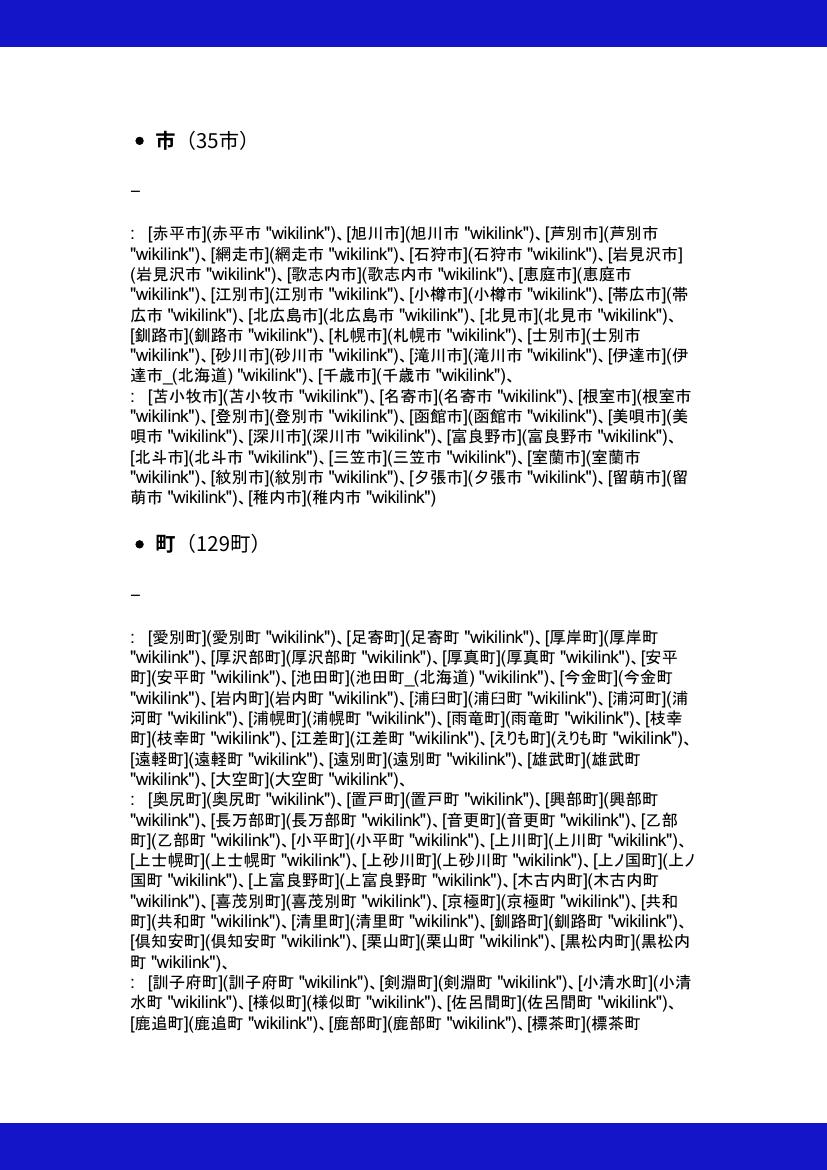 • 市（35市）
–
: [赤平市](赤平市 "wikilink")、[旭川市](旭川市 "wikilink")、[芦別市](芦別市
"wikilink")、[網走市](網走市 "wikilink")、[石狩市](石狩市 "wikilink")、[岩見沢市]
(岩見沢市 "wikilink")、[歌志内市](歌志内市 "wikilink")、[恵庭市](恵庭市
"wikilink")、[江別市](江別市 "wikilink")、[小樽市](小樽市 "wikilink")、[帯広市](帯
広市 "wikilink")、[北広島市](北広島市 "wikilink")、[北見市](北見市 "wikilink")、
[釧路市](釧路市 "wikilink")、[札幌市](札幌市 "wikilink")、[士別市](士別市
"wikilink")、[砂川市](砂川市 "wikilink")、[滝川市](滝川市 "wikilink")、[伊達市](伊
達市_(北海道) "wikilink")、[千歳市](千歳市 "wikilink")、
: [苫小牧市](苫小牧市 "wikilink")、[名寄市](名寄市 "wikilink")、[根室市](根室市
"wikilink")、[登別市](登別市 "wikilink")、[函館市](函館市 "wikilink")、[美唄市](美
唄市 "wikilink")、[深川市](深川市 "wikilink")、[富良野市](富良野市 "wikilink")、
[北斗市](北斗市 "wikilink")、[三笠市](三笠市 "wikilink")、[室蘭市](室蘭市
"wikilink")、[紋別市](紋別市 "wikilink")、[夕張市](夕張市 "wikilink")、[留萌市](留
萌市 "wikilink")、[稚内市](稚内市 "wikilink")
• 町（129町）
–
: [愛別町](愛別町 "wikilink")、[足寄町](足寄町 "wikilink")、[厚岸町](厚岸町
"wikilink")、[厚沢部町](厚沢部町 "wikilink")、[厚真町](厚真町 "wikilink")、[安平
町](安平町 "wikilink")、[池田町](池田町_(北海道) "wikilink")、[今金町](今金町
"wikilink")、[岩内町](岩内町 "wikilink")、[浦臼町](浦臼町 "wikilink")、[浦河町](浦
河町 "wikilink")、[浦幌町](浦幌町 "wikilink")、[雨竜町](雨竜町 "wikilink")、[枝幸
町](枝幸町 "wikilink")、[江差町](江差町 "wikilink")、[えりも町](えりも町 "wikilink")、
[遠軽町](遠軽町 "wikilink")、[遠別町](遠別町 "wikilink")、[雄武町](雄武町
"wikilink")、[大空町](大空町 "wikilink")、
: [奥尻町](奥尻町 "wikilink")、[置戸町](置戸町 "wikilink")、[興部町](興部町
"wikilink")、[長万部町](長万部町 "wikilink")、[音更町](音更町 "wikilink")、[乙部
町](乙部町 "wikilink")、[小平町](小平町 "wikilink")、[上川町](上川町 "wikilink")、
[上士幌町](上士幌町 "wikilink")、[上砂川町](上砂川町 "wikilink")、[上ノ国町](上ノ
国町 "wikilink")、[上富良野町](上富良野町 "wikilink")、[木古内町](木古内町
"wikilink")、[喜茂別町](喜茂別町 "wikilink")、[京極町](京極町 "wikilink")、[共和
町](共和町 "wikilink")、[清里町](清里町 "wikilink")、[釧路町](釧路町 "wikilink")、
[倶知安町](倶知安町 "wikilink")、[栗山町](栗山町 "wikilink")、[黒松内町](黒松内
町 "wikilink")、
: [訓子府町](訓子府町 "wikilink")、[剣淵町](剣淵町 "wikilink")、[小清水町](小清
水町 "wikilink")、[様似町](様似町 "wikilink")、[佐呂間町](佐呂間町 "wikilink")、
[鹿追町](鹿追町 "wikilink")、[鹿部町](鹿部町 "wikilink")、[標茶町](標茶町